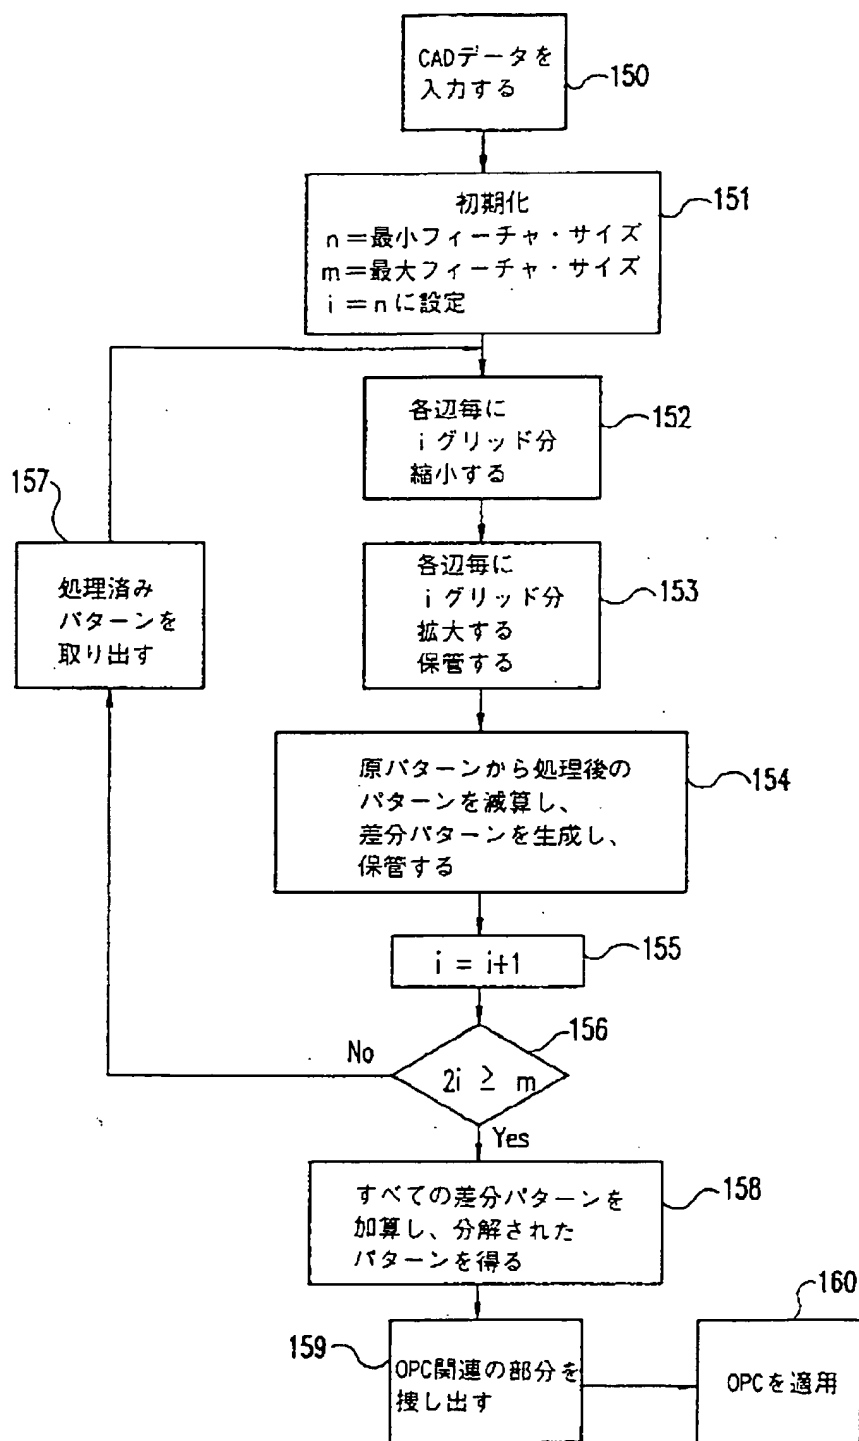 CADデータを
入力する
150
初期化
n=最小フィーチャ・サイズ
m=最大フィーチャ・サイズ
i=nに設定
151
各辺毎に
iグリッド分
縮小する
152
157
処理済み
パターンを
取り出す
各辺毎に
iグリッド分
拡大する
保管する
153
原パターンから処理後の
パターンを減算し、
差分パターンを生成し、
保管する
154
i = i+1
155
156
No
2i ≥ m
Yes
すべての差分パターンを
加算し、分解された
パターンを得る
158
159
OPC関連の部分を
捜し出す
160
OPCを適用